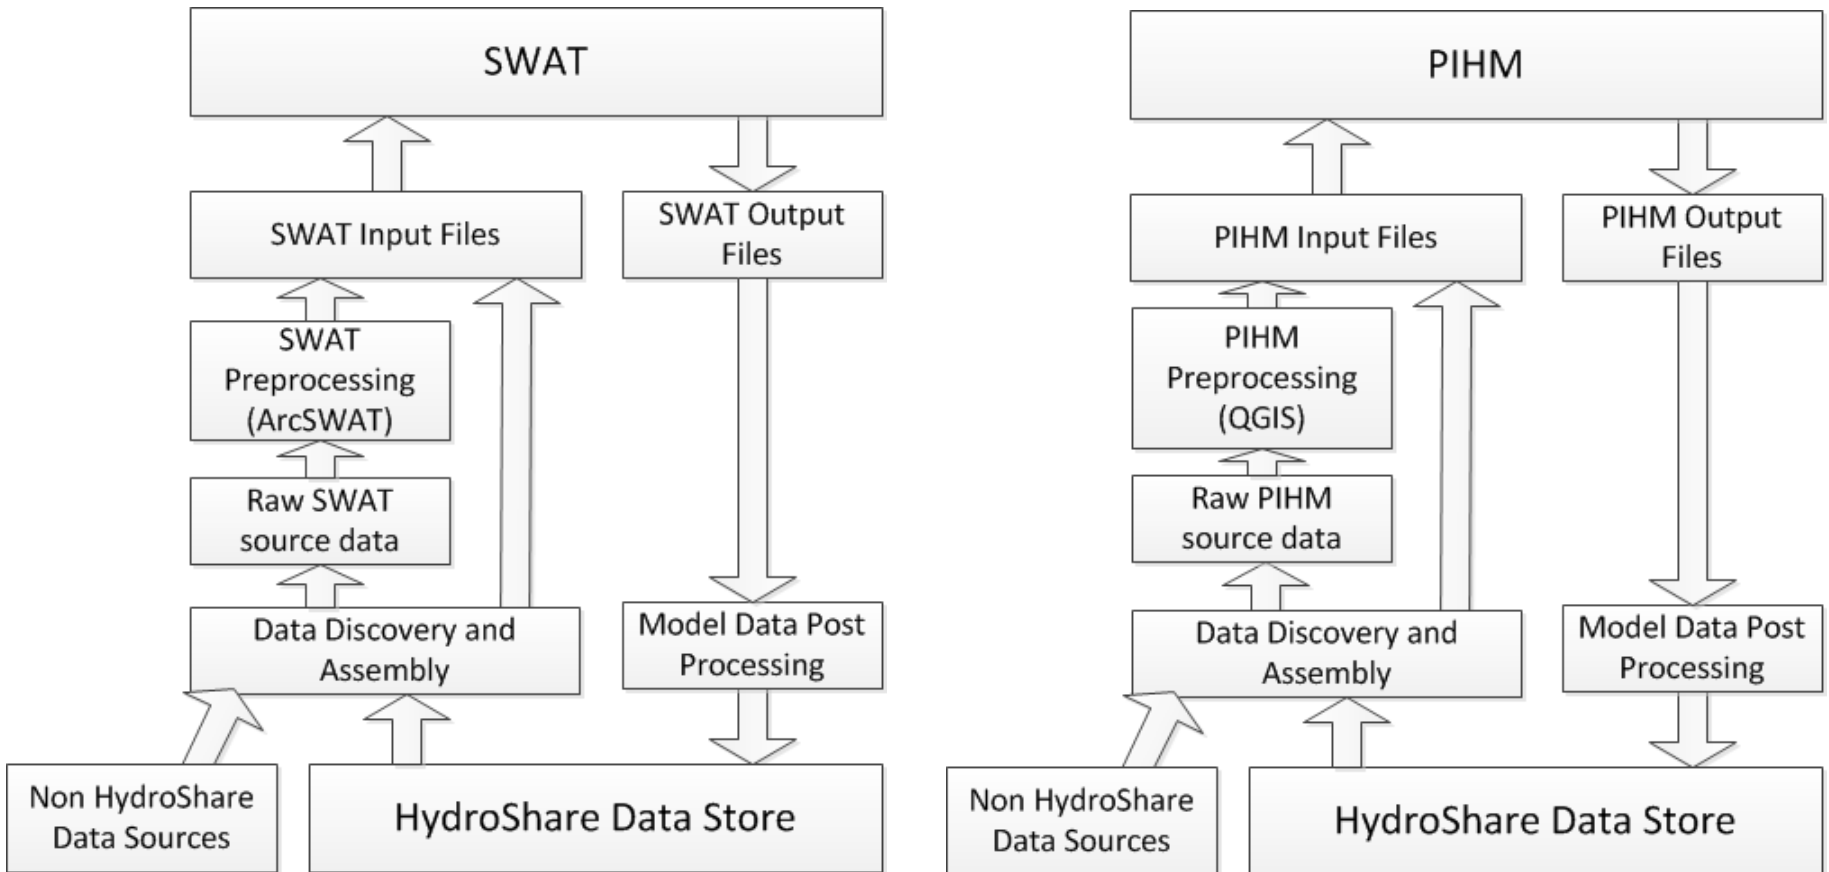 SWAT
SWAT Input Files
SWAT Output
Files
SWAT
Preprocessing
(ArcSWAT)
Raw SWAT
source data
Data Discovery and
Assembly
Model Data Post
Processing
Non HydroShare
Data Sources
HydroShare Data Store
PIHM
PIHM Input Files
PIHM Output
Files
PIHM
Preprocessing
(QGIS)
Raw PIHM
source data
Data Discovery and
Assembly
Model Data Post
Processing
Non HydroShare
Data Sources
HydroShare Data Store